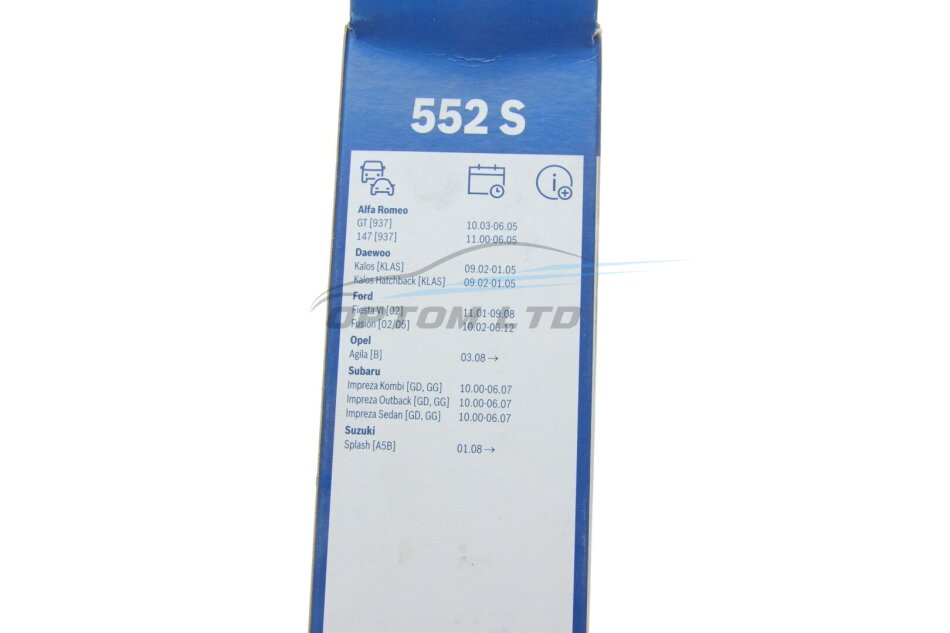 552 S
Alfa Romeo
GT [937] 10.03-06.05
147 [937] 11.00-06.05
Daewoo
Kalos [KLAS] 09.02-01.05
Kalos Hatchback [KLAS] 09.02-01.05
Ford
Fiesta VI [02] 11.01-09.08
Fusion [02/05] 10.02-06.12
OPTOM LTD
Opel
Agila [B] 03.08→
Subaru
Impreza Kombi [GD, GG] 10.00-06.07
Impreza Outback [GD, GG] 10.00-06.07
Impreza Sedan [GD, GG] 10.00-06.07
Suzuki
Splash [A5B] 01.08→